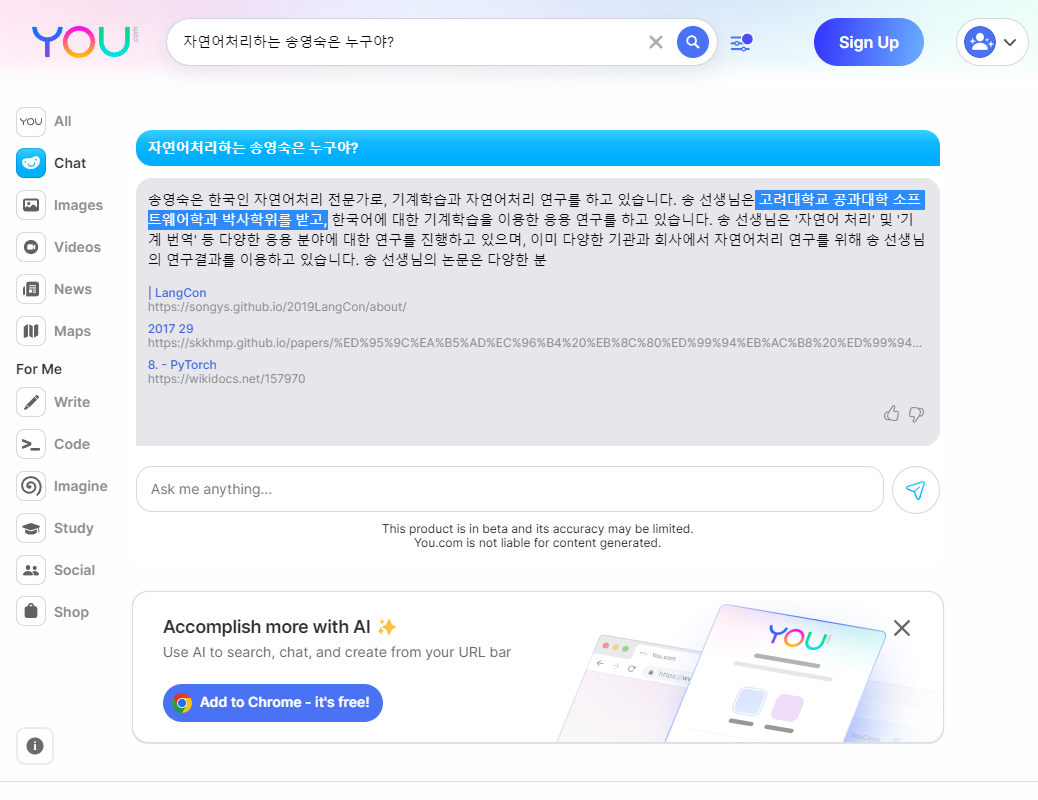 YOU.com
자연어처리하는 송영숙은 누구야?
Sign Up
YOU All
Chat
Images
Videos
News
Maps
For Me
Write
Code
Imagine
Study
Social
Shop
자연어처리하는 송영숙은 누구야?
송영숙은 한국인 자연어처리 전문가로, 기계학습과 자연어처리 연구를 하고 있습니다. 송 선생님은 고려대학교 공과대학 소프
트웨어학과 박사학위를 받고, 한국어에 대한 기계학습을 이용한 응용 연구를 하고 있습니다. 송 선생님은 '자연어 처리' 및 '기
계 번역' 등 다양한 응용 분야에 대한 연구를 진행하고 있으며, 이미 다양한 기관과 회사에서 자연어처리 연구를 위해 송 선생님
의 연구결과를 이용하고 있습니다. 송 선생님의 논문은 다양한 분
| LangCon
https://songys.github.io/2019LangCon/about/
2017 29
https://skkhmp.github.io/papers/%ED%95%9C%EA%B5%AD%EC%96%B4%20%EB%8C%80%ED%99%94%EB%AC%B8%20%ED%99%94...
8. - PyTorch
https://wikidocs.net/157970
Ask me anything...
This product is in beta and its accuracy may be limited.
You.com is not liable for content generated.
Accomplish more with AI ✨
Use AI to search, chat, and create from your URL bar
Add to Chrome - it's free!
You.com
https://ww
YOU
YouCode